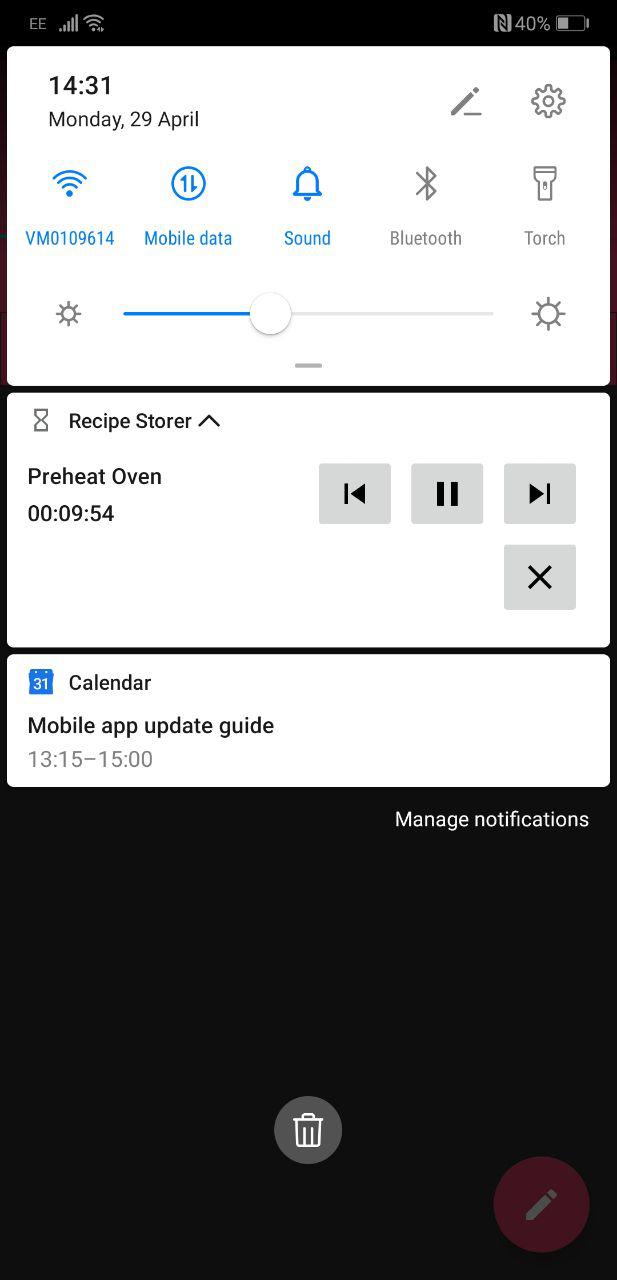 EE 40%
14:31
Monday, 29 April
VM0109614 Mobile data Sound Bluetooth Torch
Recipe Storer
Preheat Oven
00:09:54
31 Calendar
Mobile app update guide
13:15–15:00
Manage notifications